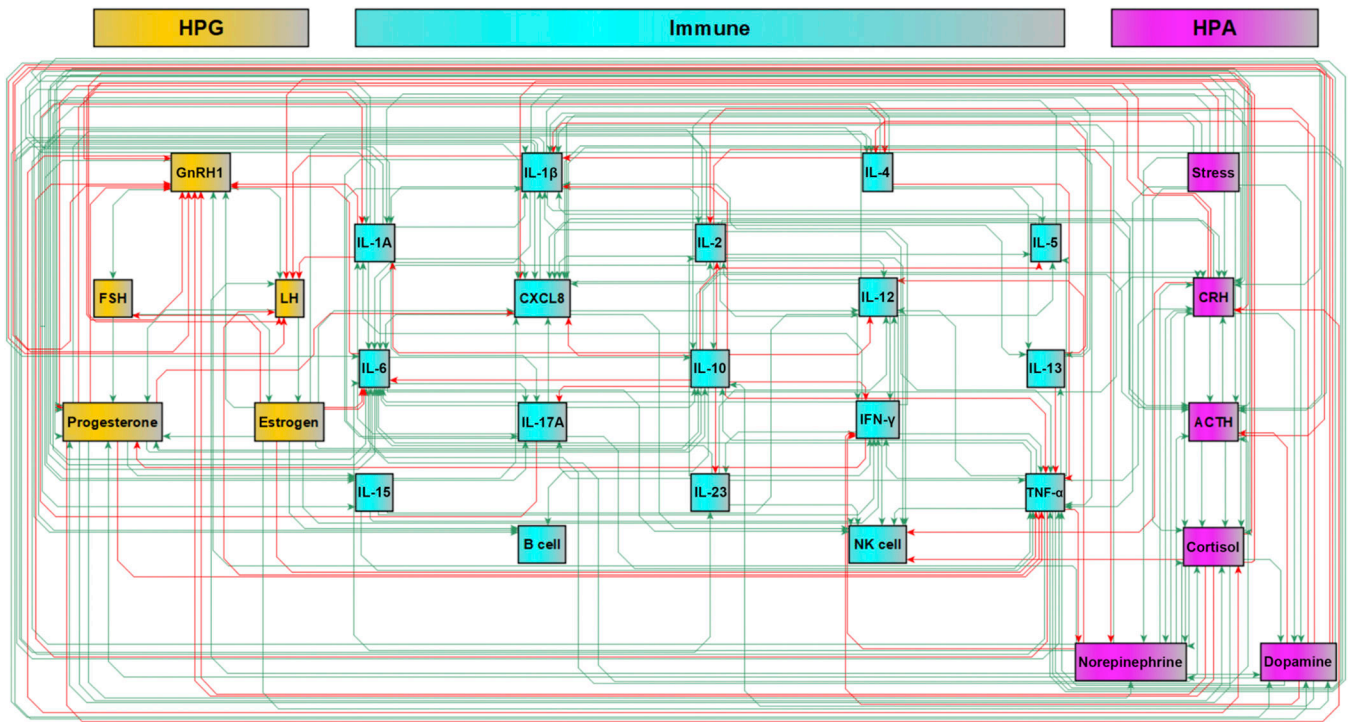 HPG
Immune
HPA
GnRH1
IL-1β
IL-4
Stress
IL-1A
IL-2
IL-5
FSH
LH
CXCL8
IL-12
CRH
IL-6
IL-10
IL-13
Progesterone
Estrogen
IL-17A
IFN-γ
ACTH
IL-15
IL-23
TNF-α
B cell
NK cell
Cortisol
Norepinephrine
Dopamine